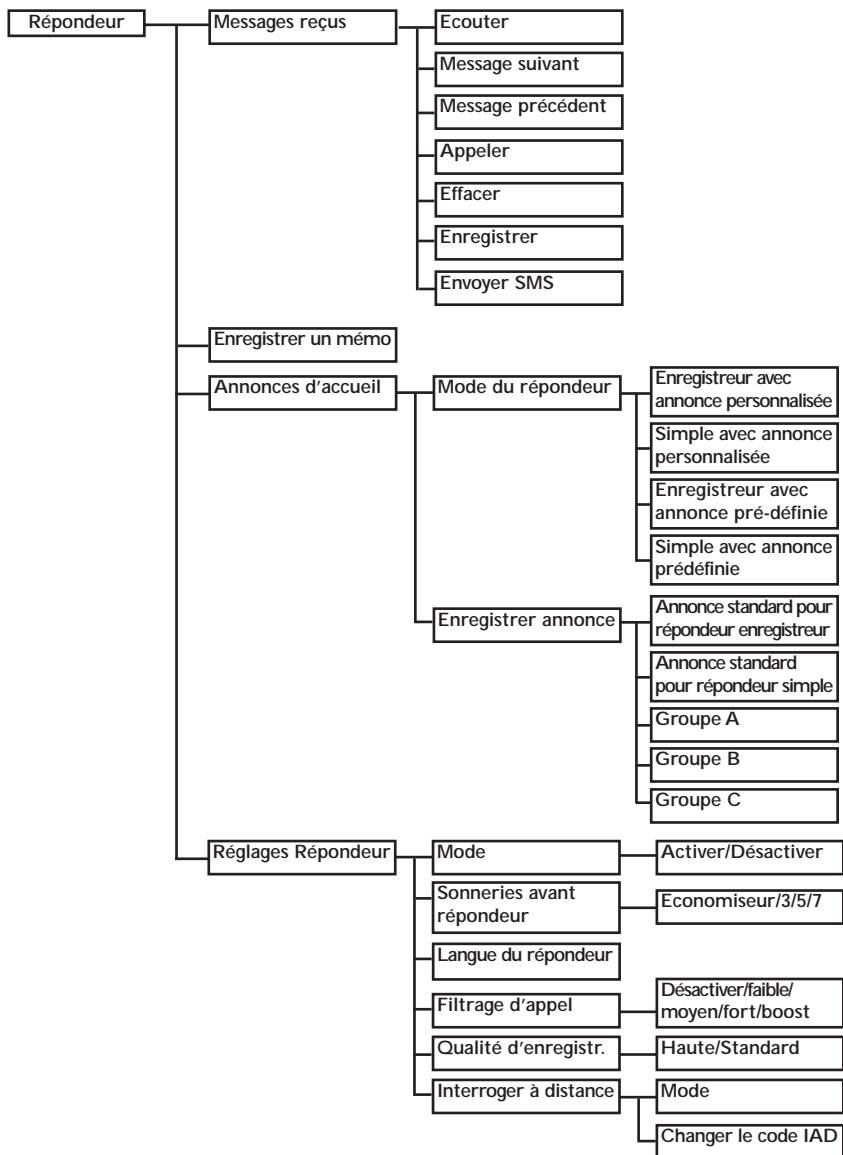 Répondeur
Messages reçus
Ecouter
Message suivant
Message précédent
Appeler
Effacer
Enregistrer
Envoyer SMS
Enregistrer un mémo
Annonces d'accueil
Mode du répondeur
Enregistreur avec
annonce personnalisée
Simple avec annonce
personnalisée
Enregistreur avec
annonce pré-définie
Simple avec annonce
prédéfinie
Enregistrer annonce
Annonce standard pour
répondeur enregistreur
Annonce standard
pour répondeur simple
Groupe A
Groupe B
Groupe C
Réglages Répondeur
Mode
Activer/Désactiver
Sonneries avant
répondeur
Economiseur/3/5/7
Langue du répondeur
Filtrage d'appel
Désactiver/faible/
moyen/fort/boost
Qualité d'enregistr.
Haute/Standard
Interroger à distance
Mode
Changer le code IAD